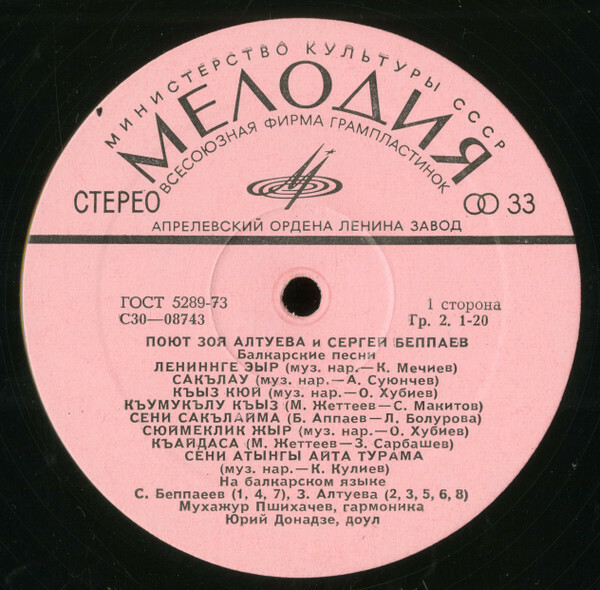 МИНИСТЕРСТВО КУЛЬТУРЫ СССР
МЕЛОДИЯ
ВСЕСОЮЗНАЯ ФИРМА ГРАМПЛАСТИНОК
СТЕРЕО
33
АПРЕЛЕВСКИЙ ОРДЕНА ЛЕНИНА ЗАВОД
ГОСТ 5289-73
С30—08743
1 сторона
Гр. 2. 1-20
ПОЮТ ЗОЯ АЛТУЕВА и СЕРГЕЙ БЕППАЕВ
Балкарские песни
ЛЕНИННГЕ ЭЫР (муз. нар.—К. Мечиев)
САКЪЛАУ (муз. нар.—А. Суюнчев)
КЪЫЗ КЮЙ (муз. нар.—О. Хубиев)
КЪУМУКЪЛУ КЪЫЗ (М. Жеттеев—С. Макитов)
СЕНИ САКЪЛАЙМА (Б. Аппаев—Л. Болурова)
СЮЙМЕКЛИК ЖЫР (муз. нар.—О. Хубиев)
КЪАЙДАСА (М. Жеттеев—З. Сарбашев)
СЕНИ АТЫНГЫ АЙТА ТУРАМА
(муз. нар.—К. Кулиев)
На балкарском языке
С. Беппаеев (1, 4, 7), З. Алтуева (2, 3, 5, 6, 8)
Мухажур Пшихачев, гармоника
Юрий Донадзе, доул